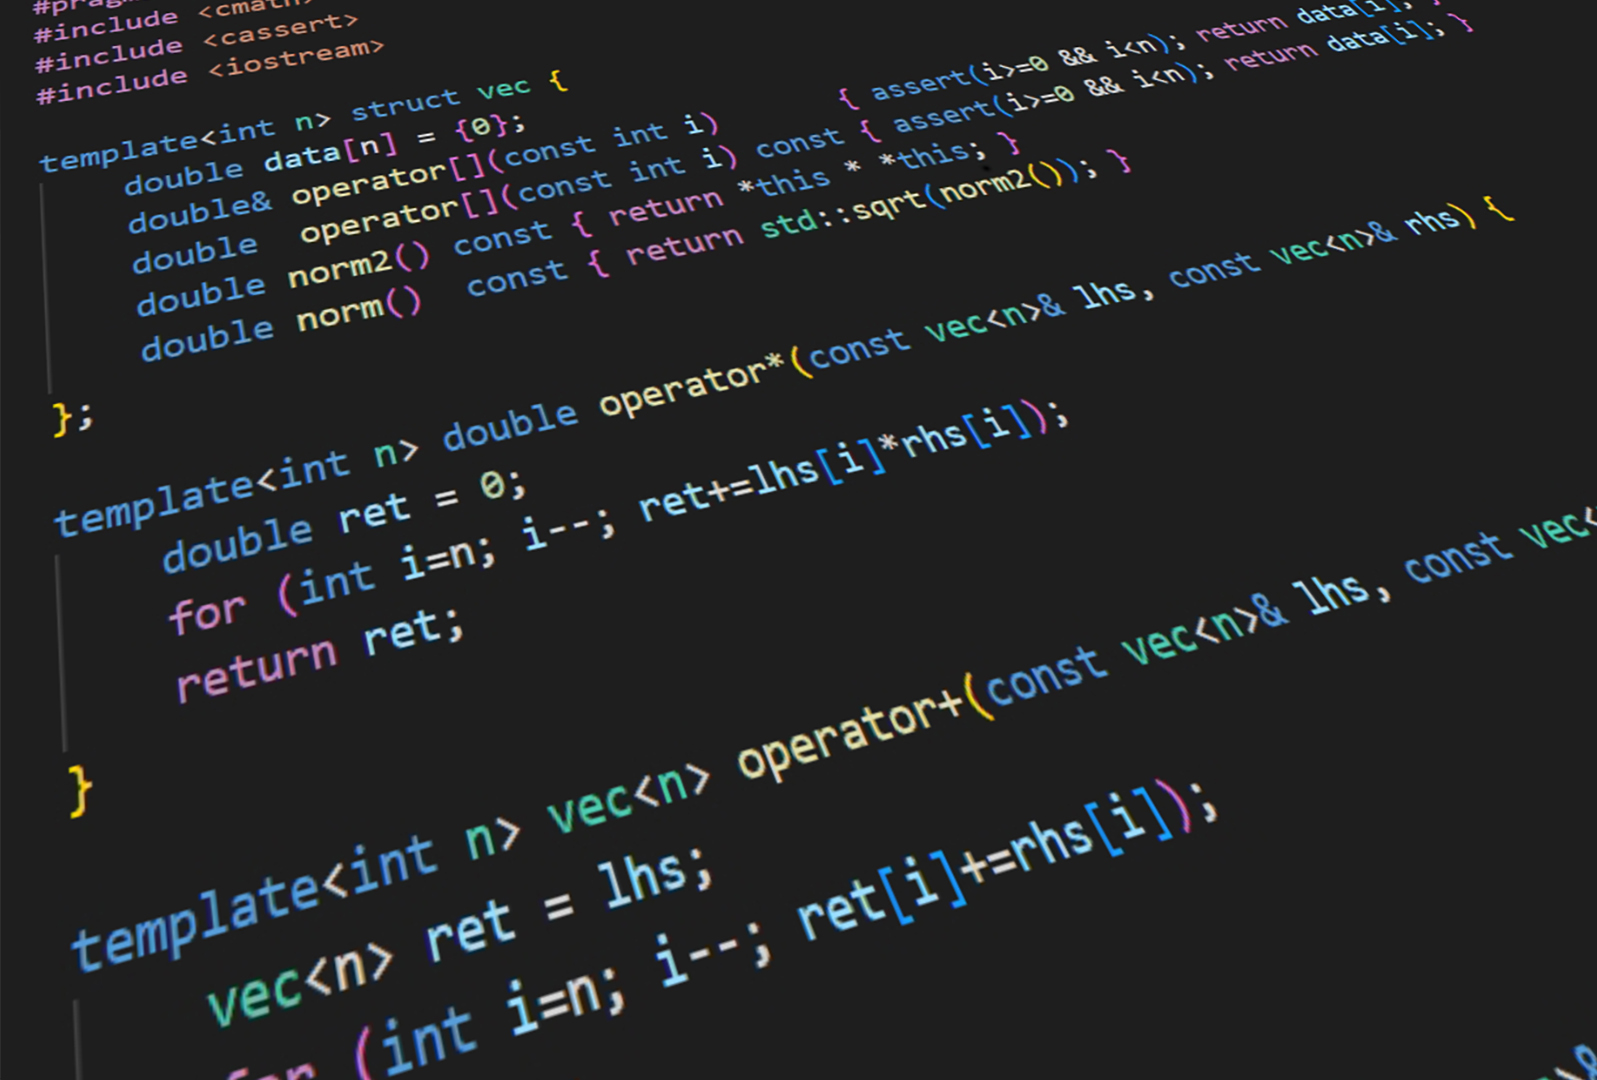 #pragma
#include <cmath>
#include <cassert>
#include <iostream>
template<int n> struct vec {
double data[n] = {0};
double& operator[](const int i)       { assert(i>=0 && i<n); return data[i]; }
double  operator[](const int i) const { assert(i>=0 && i<n); return data[i]; }
double norm2() const { return *this * *this; }
double norm()  const { return std::sqrt(norm2()); }
};
template<int n> double operator*(const vec<n>& lhs, const vec<n>& rhs) {
double ret = 0;
for (int i=n; i--; ret+=lhs[i]*rhs[i]);
return ret;
}
template<int n> vec<n> operator+(const vec<n>& lhs, const vec<
vec<n> ret = lhs;
for (int i=n; i--; ret[i]+=rhs[i]);